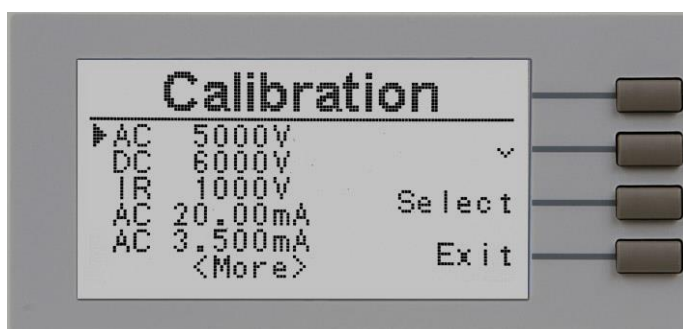 Calibration
AC 5000V
DC 6000V
IR 1000V
AC 20.00mA
AC 3.500mA
<More>
Select
Exit